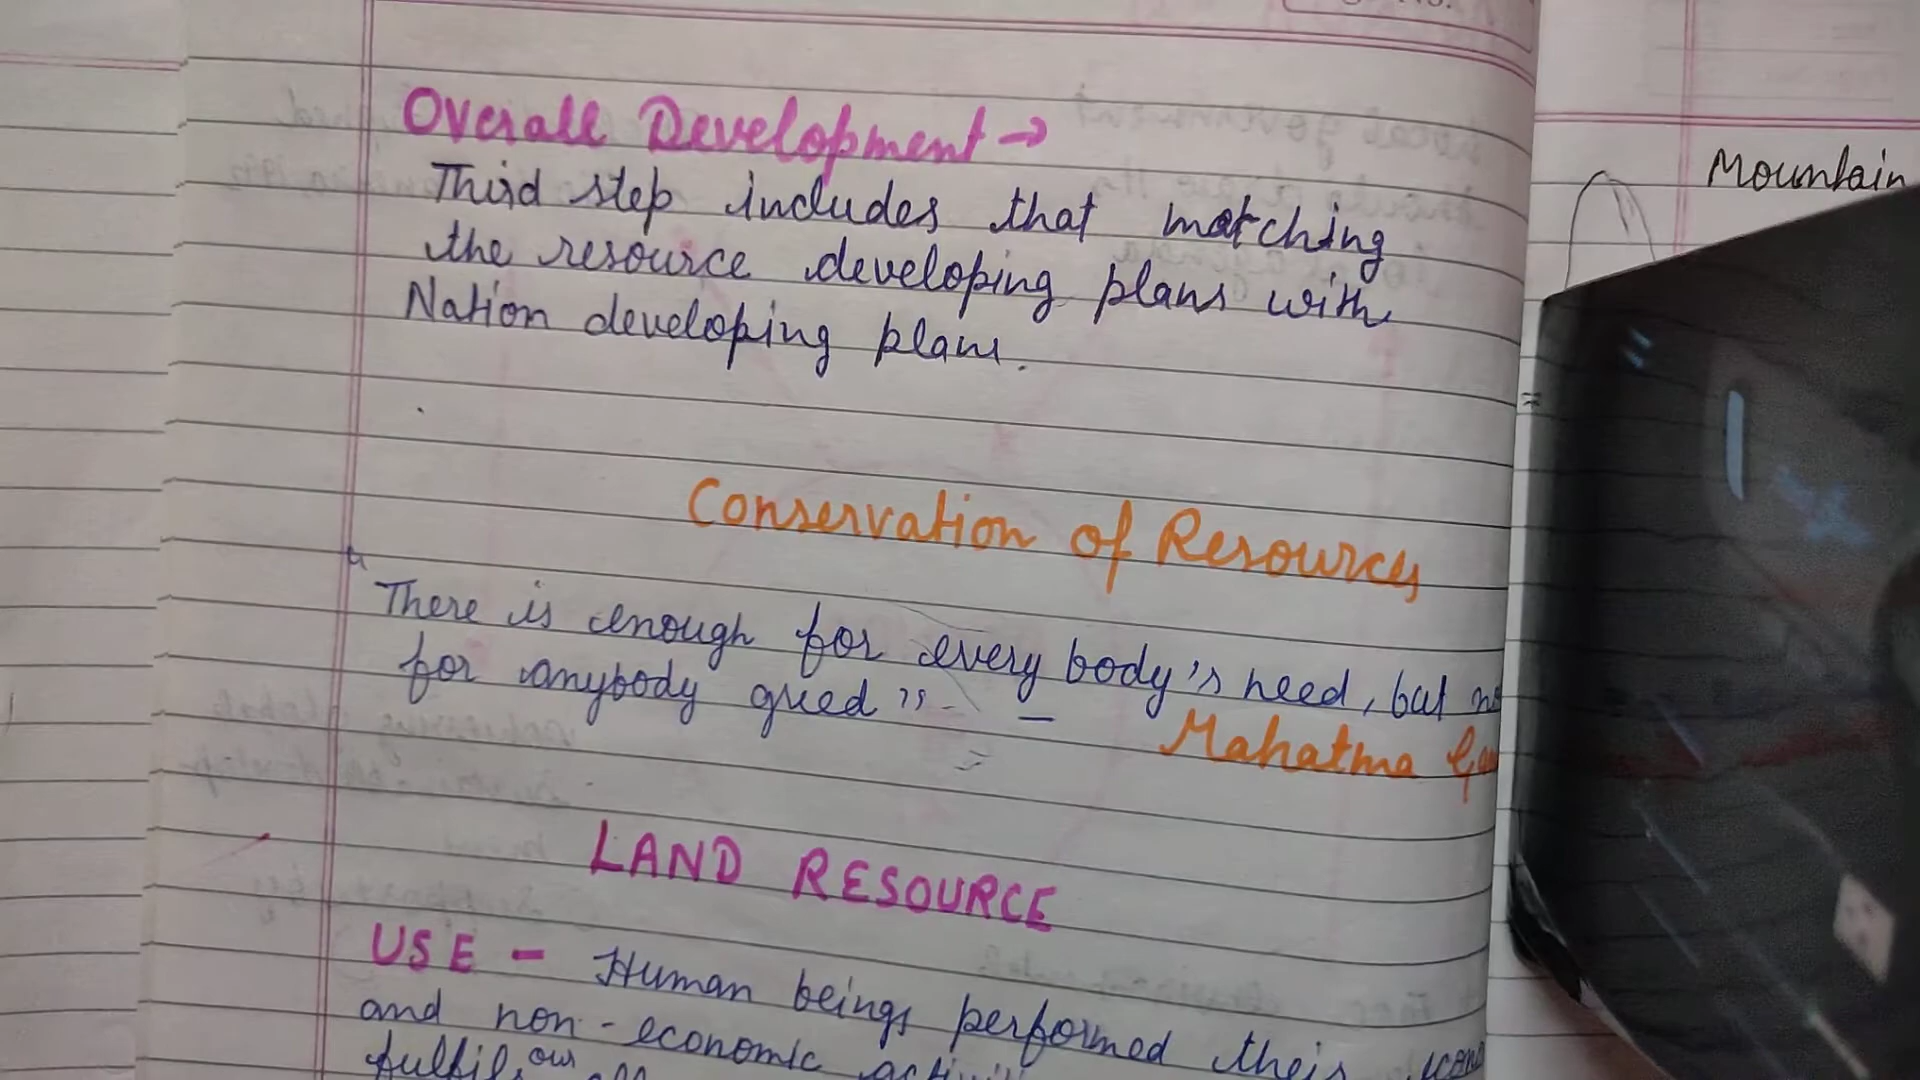 Overall Development →
Third step includes that matching
the resource developing plans with
Nation developing plans.
Conservation of Resources
"There is enough for every body's need, but
for anybody greed" -
Mahatma
LAND RESOURCE
USE - Human beings performed their
and non-economic
fulfil our
Mountain